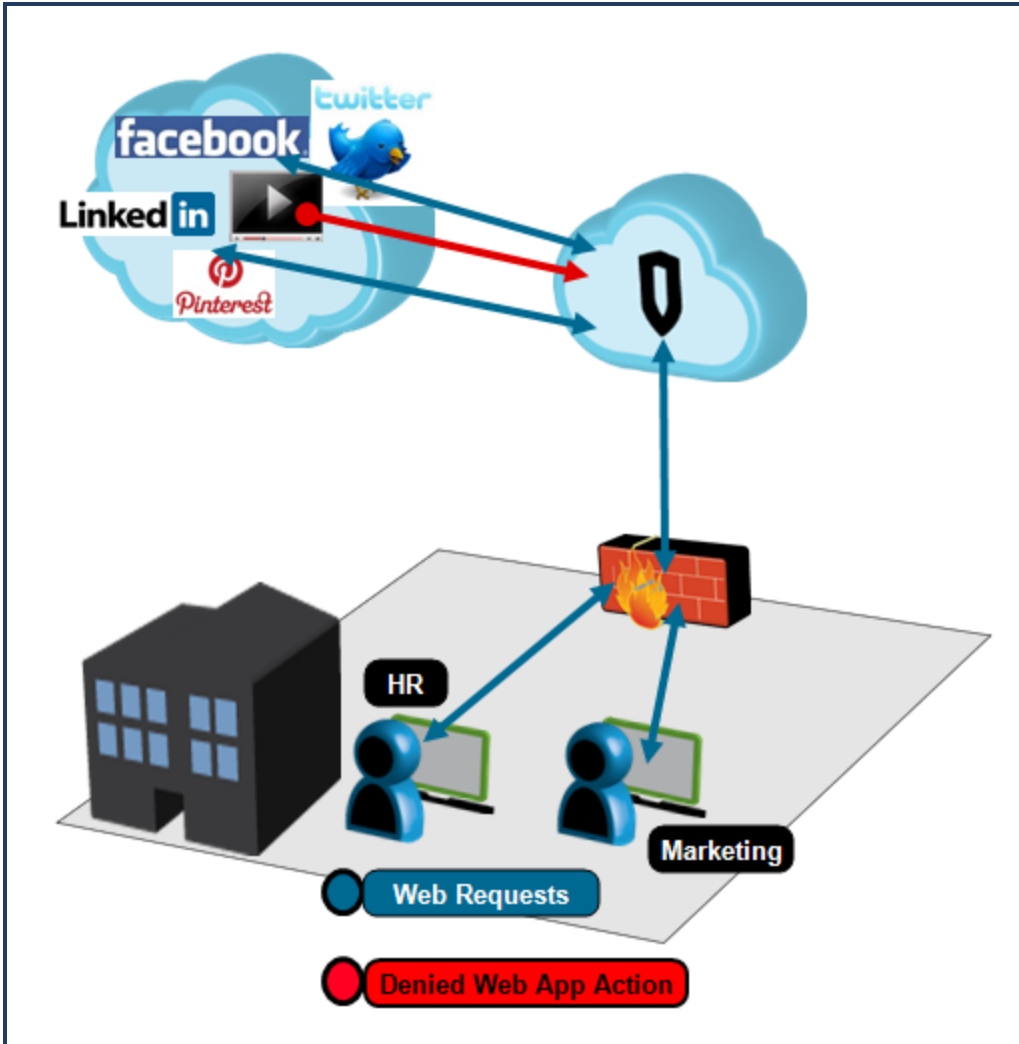 twitter
facebook.
Linked in
Pinterest
HR
Marketing
Web Requests
Denied Web App Action